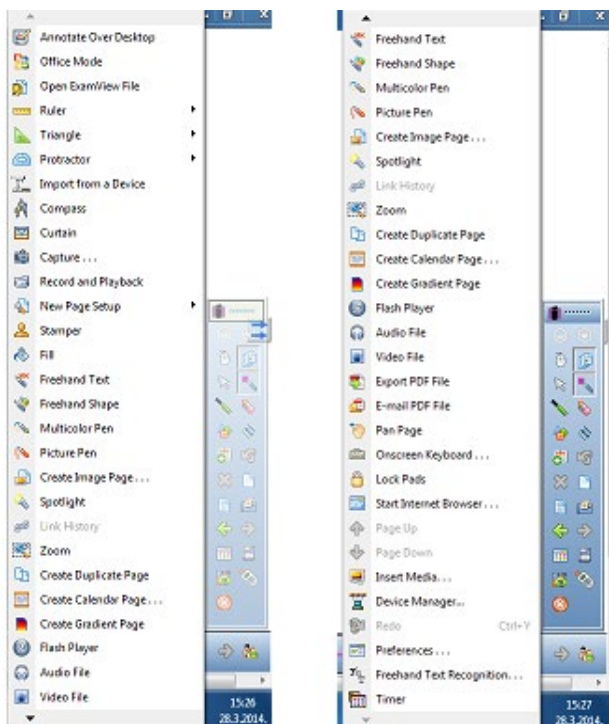 Annotate Over Desktop
Office Mode
Open ExamView File
Ruler
Triangle
Protractor
Import from a Device
Compass
Curtain
Capture ...
Record and Playback
New Page Setup
Stamper
Fill
Freehand Text
Freehand Shape
Multicolor Pen
Picture Pen
Create Image Page...
Spotlight
Link History
Zoom
Create Duplicate Page
Create Calendar Page...
Create Gradient Page
Flash Player
Audio File
Video File
15:26
28.3.2014.
Freehand Text
Freehand Shape
Multicolor Pen
Picture Pen
Create Image Page...
Spotlight
Link History
Zoom
Create Duplicate Page
Create Calendar Page...
Create Gradient Page
Flash Player
Audio File
Video File
Export PDF File
E-mail PDF File
Pan Page
Onscreen Keyboard ...
Lock Pads
Start Internet Browser...
Page Up
Page Down
Insert Media...
Device Manager...
Redo Ctrl+Y
Preferences...
Freehand Text Recognition...
Timer
15:27
28.3.2014.